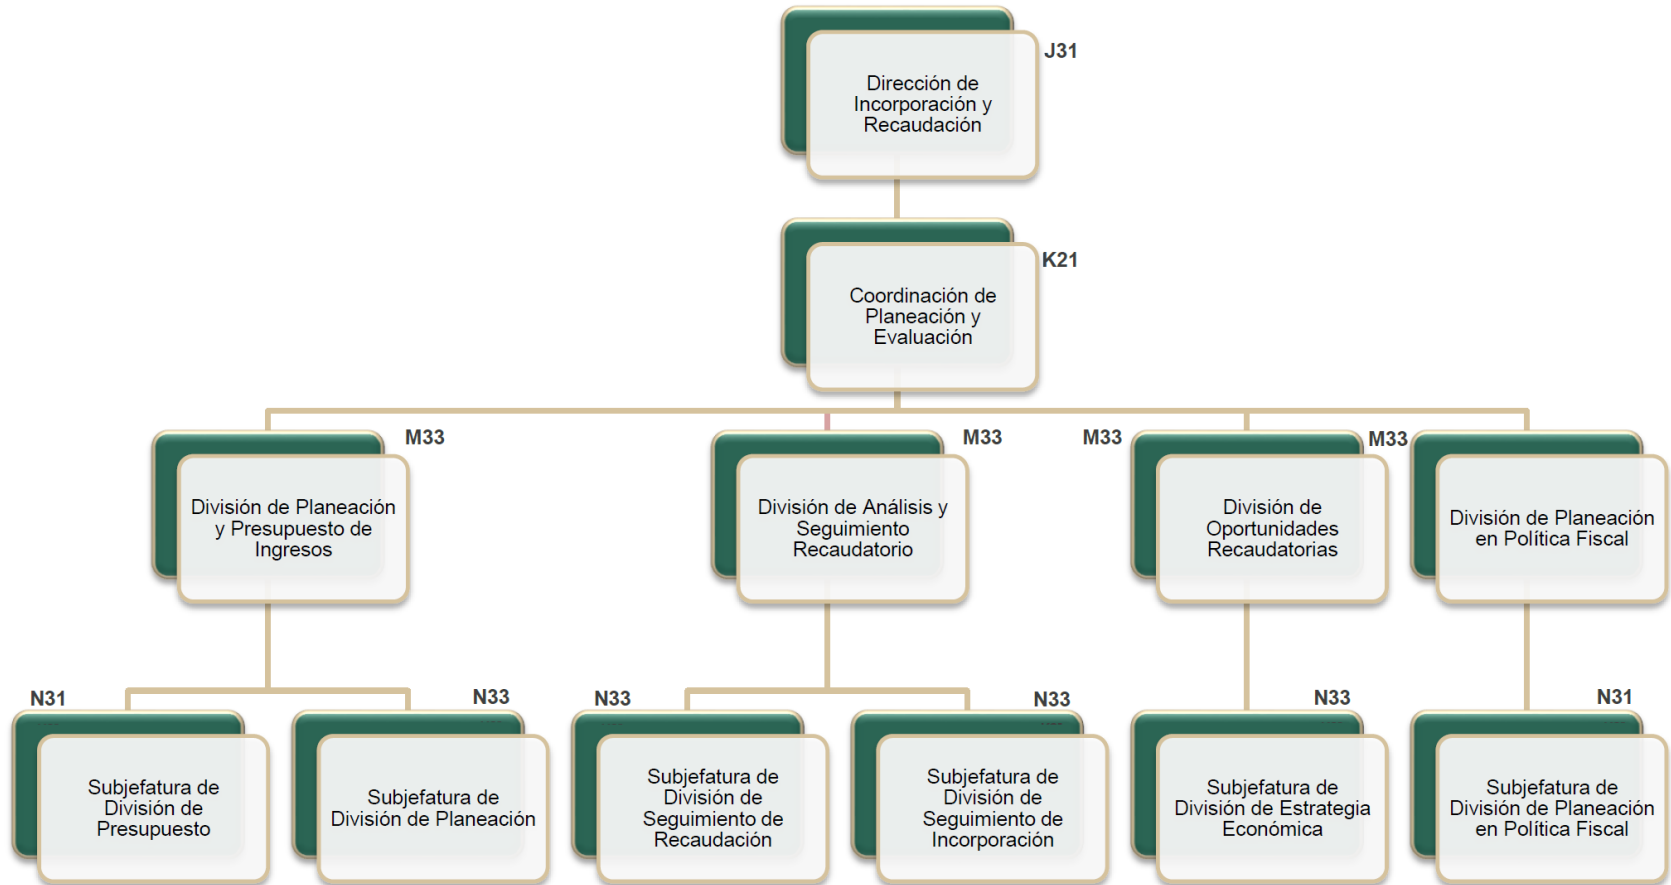 J31
Dirección de
Incorporación y
Recaudación
K21
Coordinación de
Planeación y
Evaluación
M33
División de Planeación
y Presupuesto de
Ingresos
M33
División de Análisis y
Seguimiento
Recaudatorio
M33
División de
Oportunidades
Recaudatorias
M33
División de Planeación
en Política Fiscal
N31
Subjefatura de
División de
Presupuesto
N33
Subjefatura de
División de Planeación
N33
Subjefatura de
División de
Seguimiento de
Recaudación
N33
Subjefatura de
División de
Seguimiento de
Incorporación
N33
Subjefatura de
División de Estrategia
Económica
N31
Subjefatura de
División de Planeación
en Política Fiscal